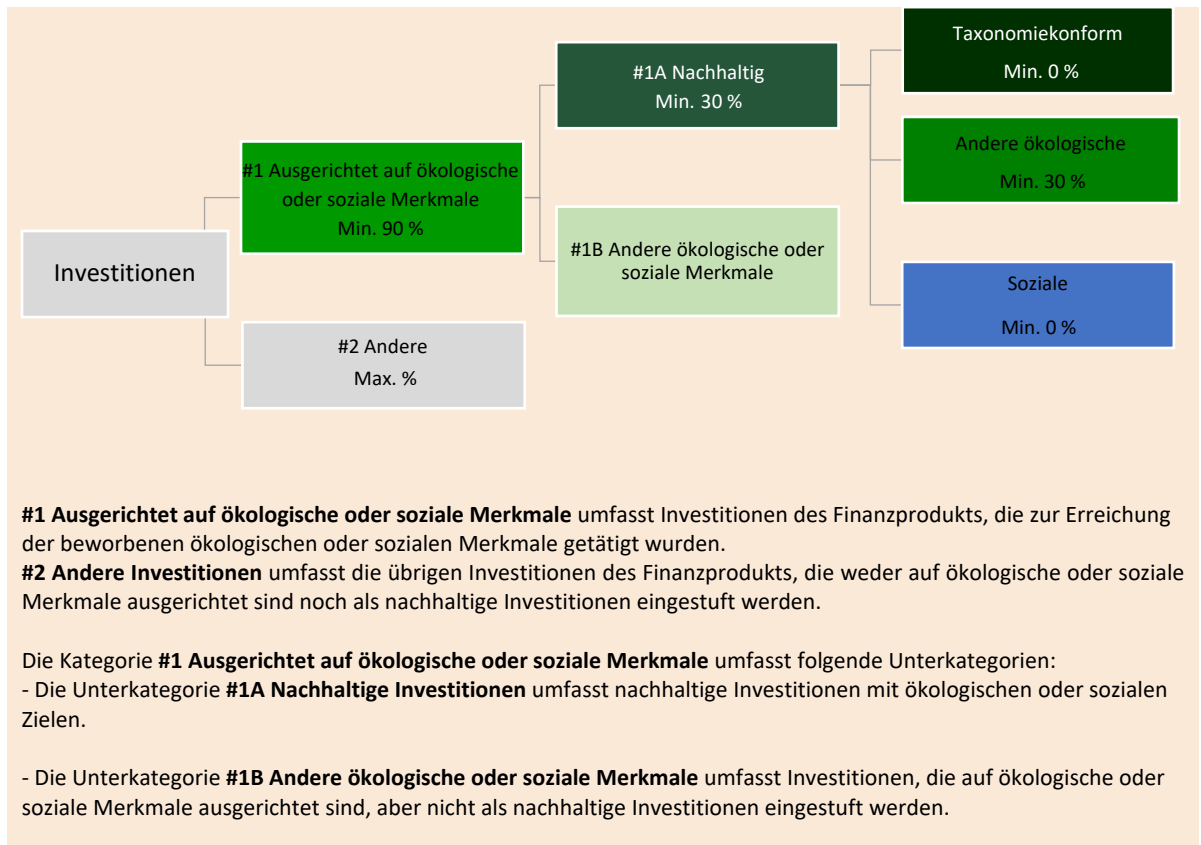 Taxonomiekonform
Min. 0 %
#1A Nachhaltig
Min. 30 %
Andere ökologische
Min. 30 %
#1 Ausgerichtet auf ökologische
oder soziale Merkmale
Min. 90 %
#1B Andere ökologische oder
soziale Merkmale
Investitionen
Soziale
Min. 0 %
#2 Andere
Max. %
#1 Ausgerichtet auf ökologische oder soziale Merkmale umfasst Investitionen des Finanzprodukts, die zur Erreichung
der beworbenen ökologischen oder sozialen Merkmale getätigt wurden.
#2 Andere Investitionen umfasst die übrigen Investitionen des Finanzprodukts, die weder auf ökologische oder soziale
Merkmale ausgerichtet sind noch als nachhaltige Investitionen eingestuft werden.
Die Kategorie #1 Ausgerichtet auf ökologische oder soziale Merkmale umfasst folgende Unterkategorien:
- Die Unterkategorie #1A Nachhaltige Investitionen umfasst nachhaltige Investitionen mit ökologischen oder sozialen
Zielen.
- Die Unterkategorie #1B Andere ökologische oder soziale Merkmale umfasst Investitionen, die auf ökologische oder
soziale Merkmale ausgerichtet sind, aber nicht als nachhaltige Investitionen eingestuft werden.